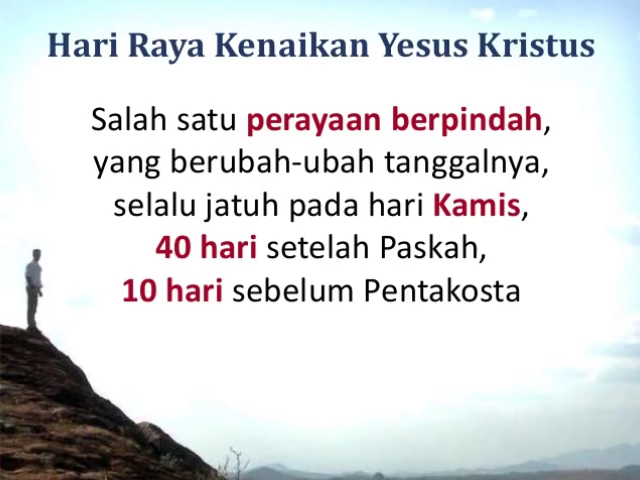 Hari Raya Kenaikan Yesus Kristus
Salah satu perayaan berpindah,
yang berubah-ubah tanggalnya,
selalu jatuh pada hari Kamis,
40 hari setelah Paskah,
10 hari sebelum Pentakosta